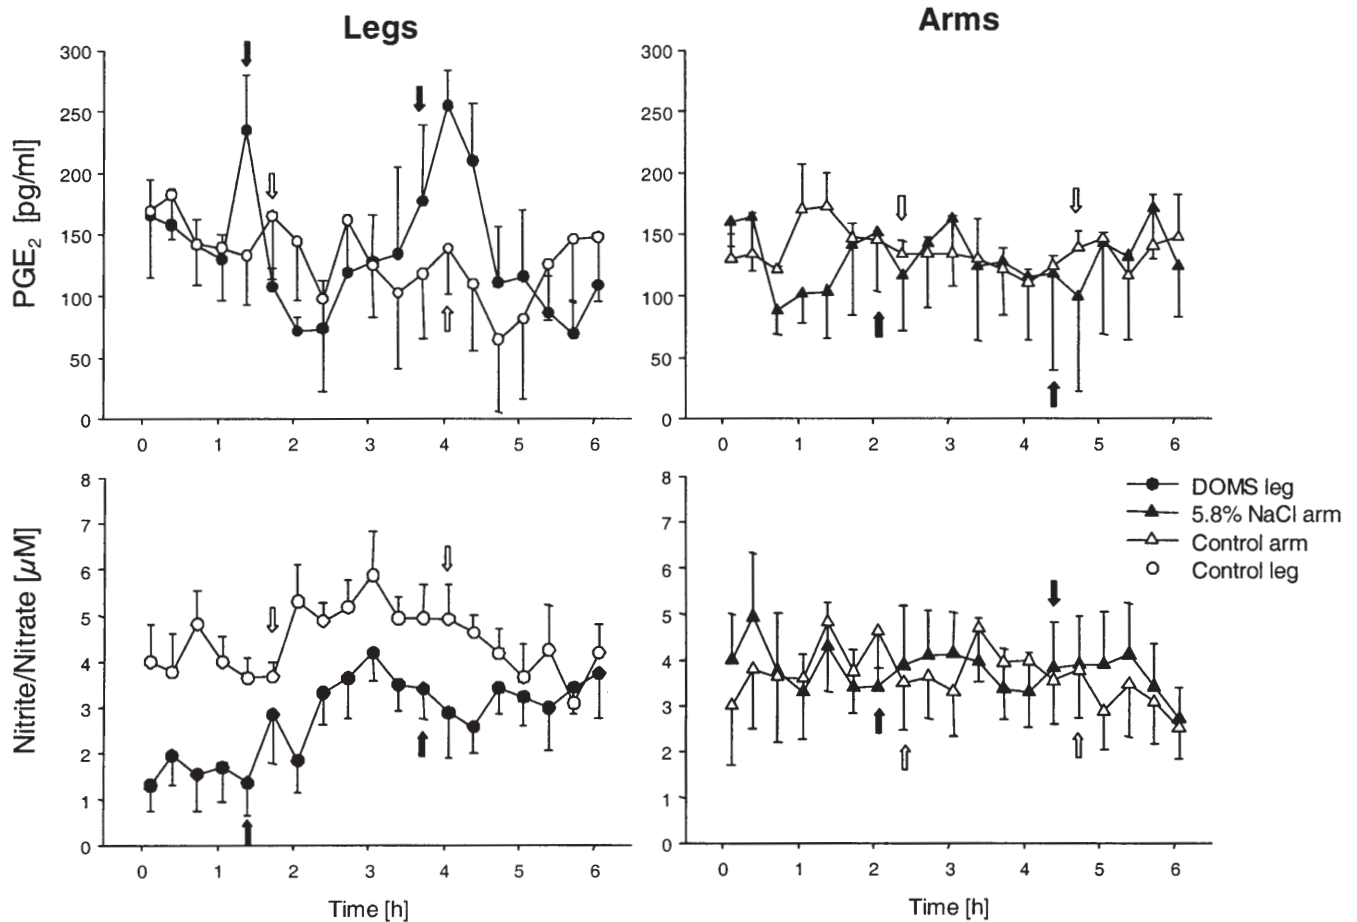 Legs
Arms
PGE2 [pg/ml]
300
250
200
150
100
50
0
0 1 2 3 4 5 6
300
250
200
150
100
50
0
0 1 2 3 4 5 6
Nitrite/Nitrate [µM]
8
7
6
5
4
3
2
1
0
0 1 2 3 4 5 6
Time [h]
8
7
6
5
4
3
2
1
0
0 1 2 3 4 5 6
Time [h]
DOMS leg
5.8% NaCl arm
Control arm
Control leg